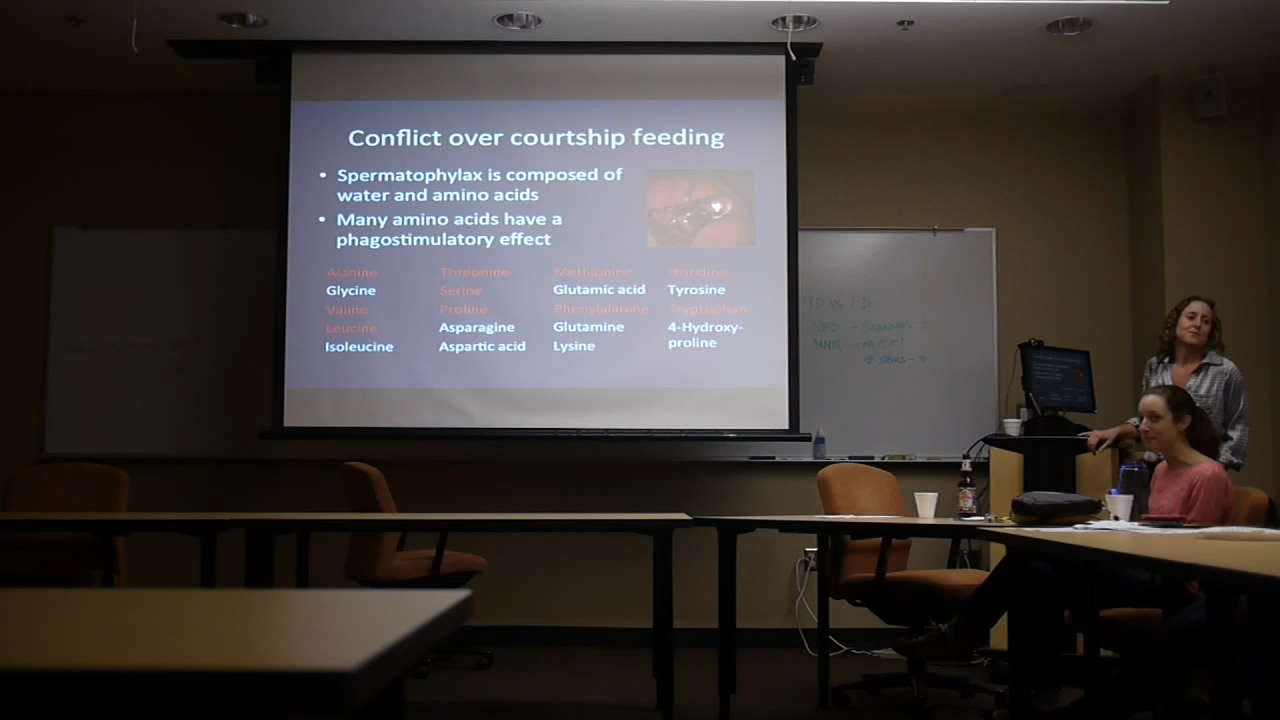 Conflict over courtship feeding
• Spermatophylax is composed of
water and amino acids
• Many amino acids have a
phagostimulatory effect
Alanine Threonine Methionine Histidine
Glycine Serine Glutamic acid Tyrosine
Valine Proline Phenylalanine Tryptophan
Leucine Asparagine Glutamine 4-Hydroxy-
Isoleucine Aspartic acid Lysine proline